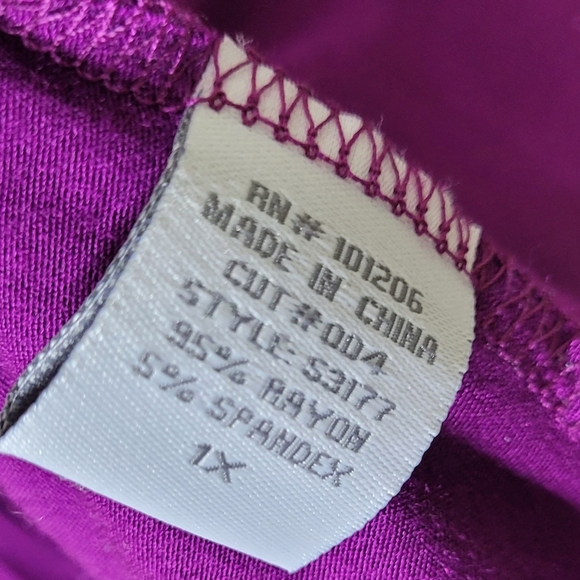 RN# 101206
MADE IN CHINA
CUT#004
STYLE: S3177
95% RAYON
5% SPANDEX
1X